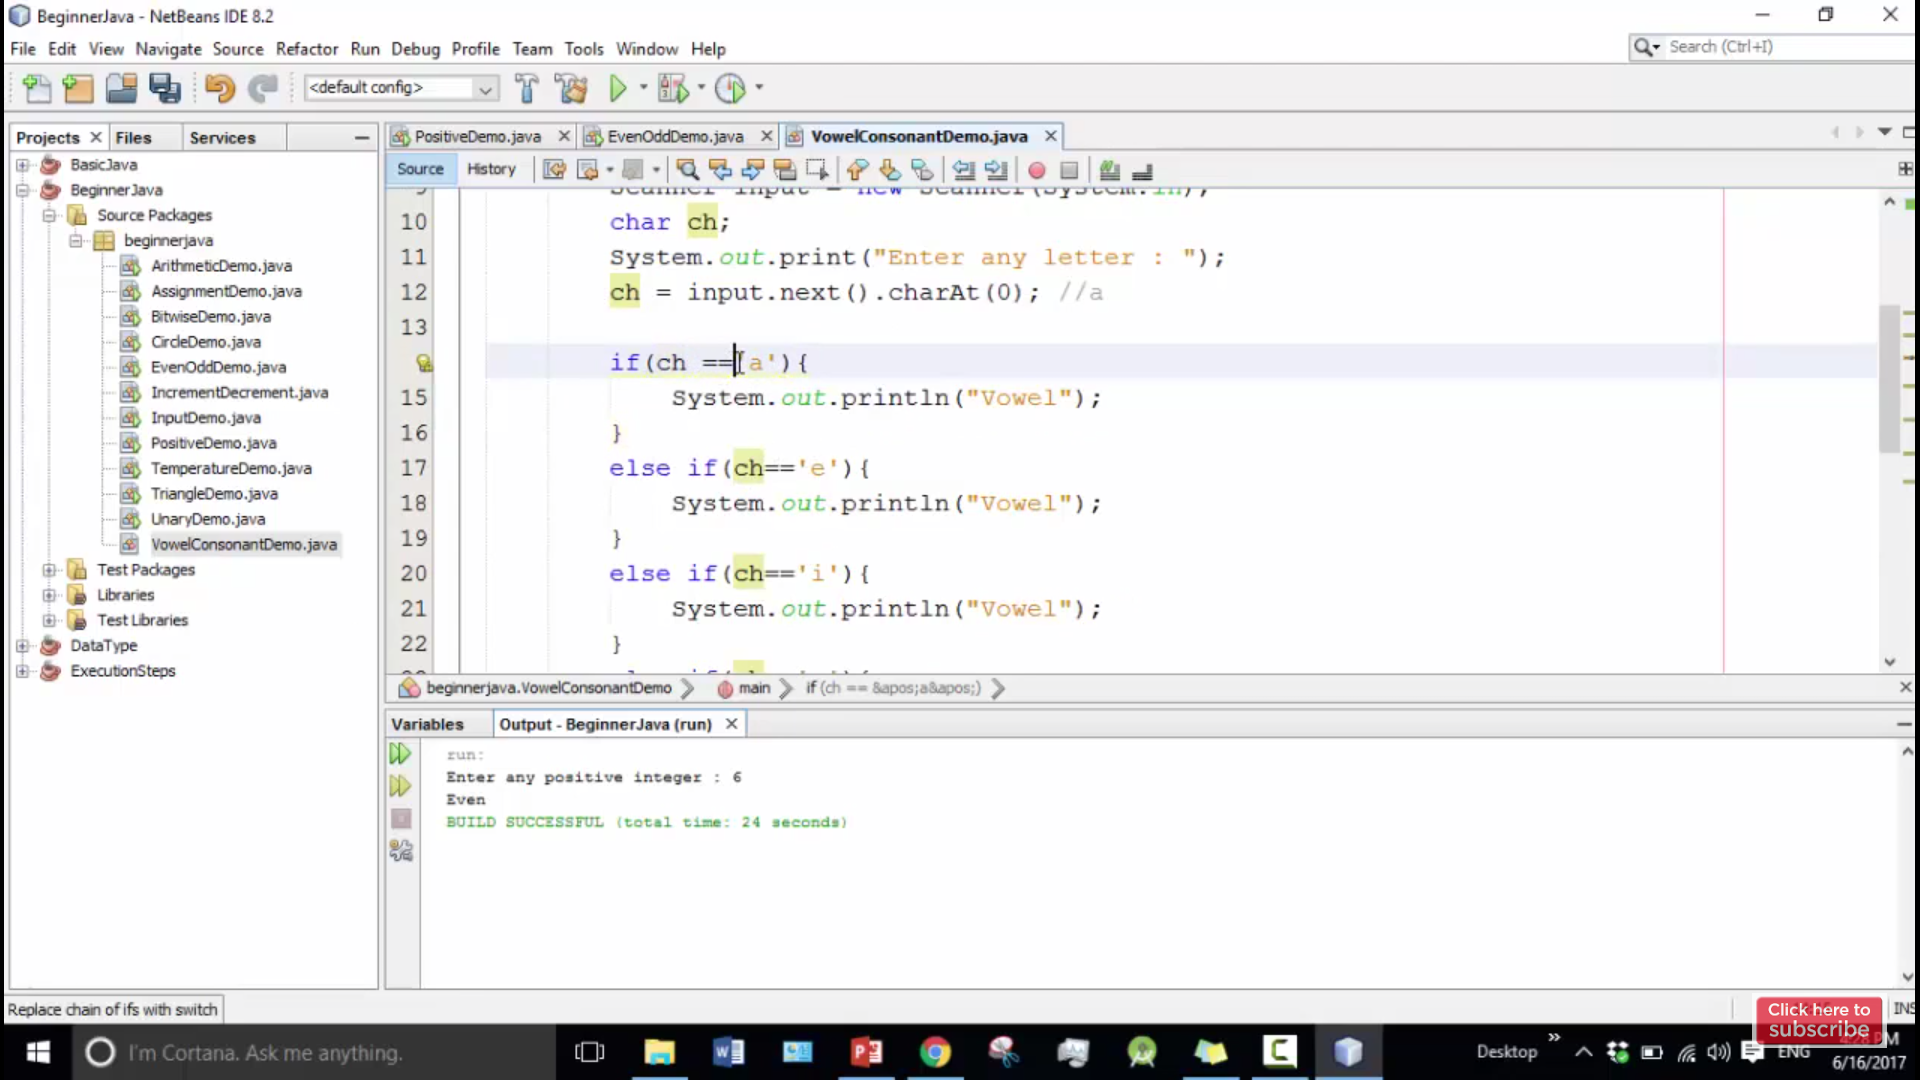 BeginnerJava - NetBeans IDE 8.2
File Edit View Navigate Source Refactor Run Debug Profile Team Tools Window Help
Search (Ctrl+I)
<default config>
Projects Files Services
PositiveDemo.java EvenOddDemo.java VowelConsonantDemo.java
Source History
BasicJava
BeginnerJava
Source Packages
beginnerjava
ArithmeticDemo.java
AssignmentDemo.java
BitwiseDemo.java
CircleDemo.java
EvenOddDemo.java
IncrementDecrement.java
InputDemo.java
PositiveDemo.java
TemperatureDemo.java
TriangleDemo.java
UnaryDemo.java
VowelConsonantDemo.java
Test Packages
Libraries
Test Libraries
DataType
ExecutionSteps
9 Scanner input = new Scanner(System.in);
10 char ch;
11 System.out.print("Enter any letter : ");
12 ch = input.next().charAt(0); //a
13
if(ch =='a'){
15 System.out.println("Vowel");
16 }
17 else if(ch=='e'){
18 System.out.println("Vowel");
19 }
20 else if(ch=='i'){
21 System.out.println("Vowel");
22 }
beginnerjava.VowelConsonantDemo main if (ch == &apos;a&apos;)
Variables Output - BeginnerJava (run)
run:
Enter any positive integer : 6
Even
BUILD SUCCESSFUL (total time: 24 seconds)
Replace chain of ifs with switch
INS
Click here to
subscribe
I'm Cortana. Ask me anything.
Desktop
ENG
6/16/2017